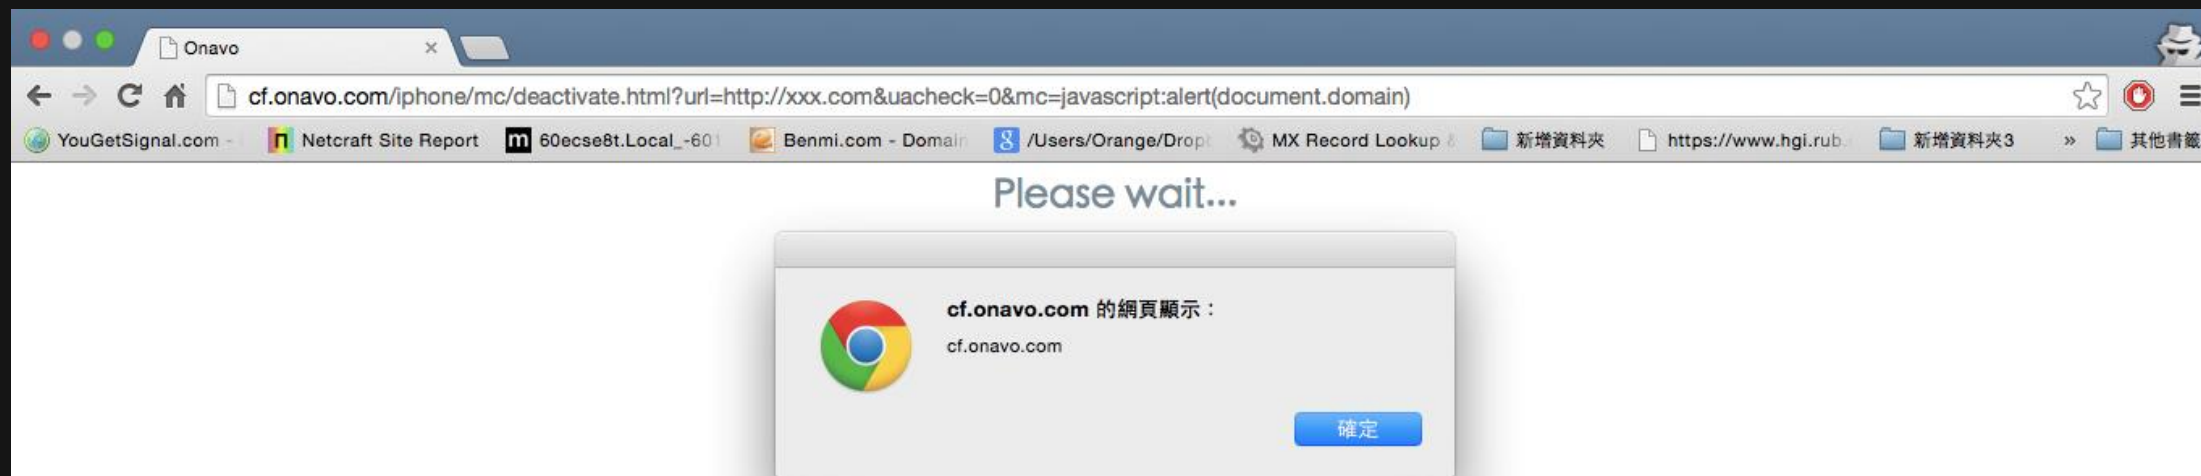 Onavo
cf.onavo.com/iphone/mc/deactivate.html?url=http://xxx.com&uacheck=0&mc=javascript:alert(document.domain)
YouGetSignal.com - Netcraft Site Report 60ecse8t.Local_-601 Benmi.com - Domain /Users/Orange/Drop MX Record Lookup & 新增資料夾 https://www.hgi.rub. 新增資料夾3 » 其他書籤
Please wait...
cf.onavo.com 的網頁顯示：
cf.onavo.com
確定